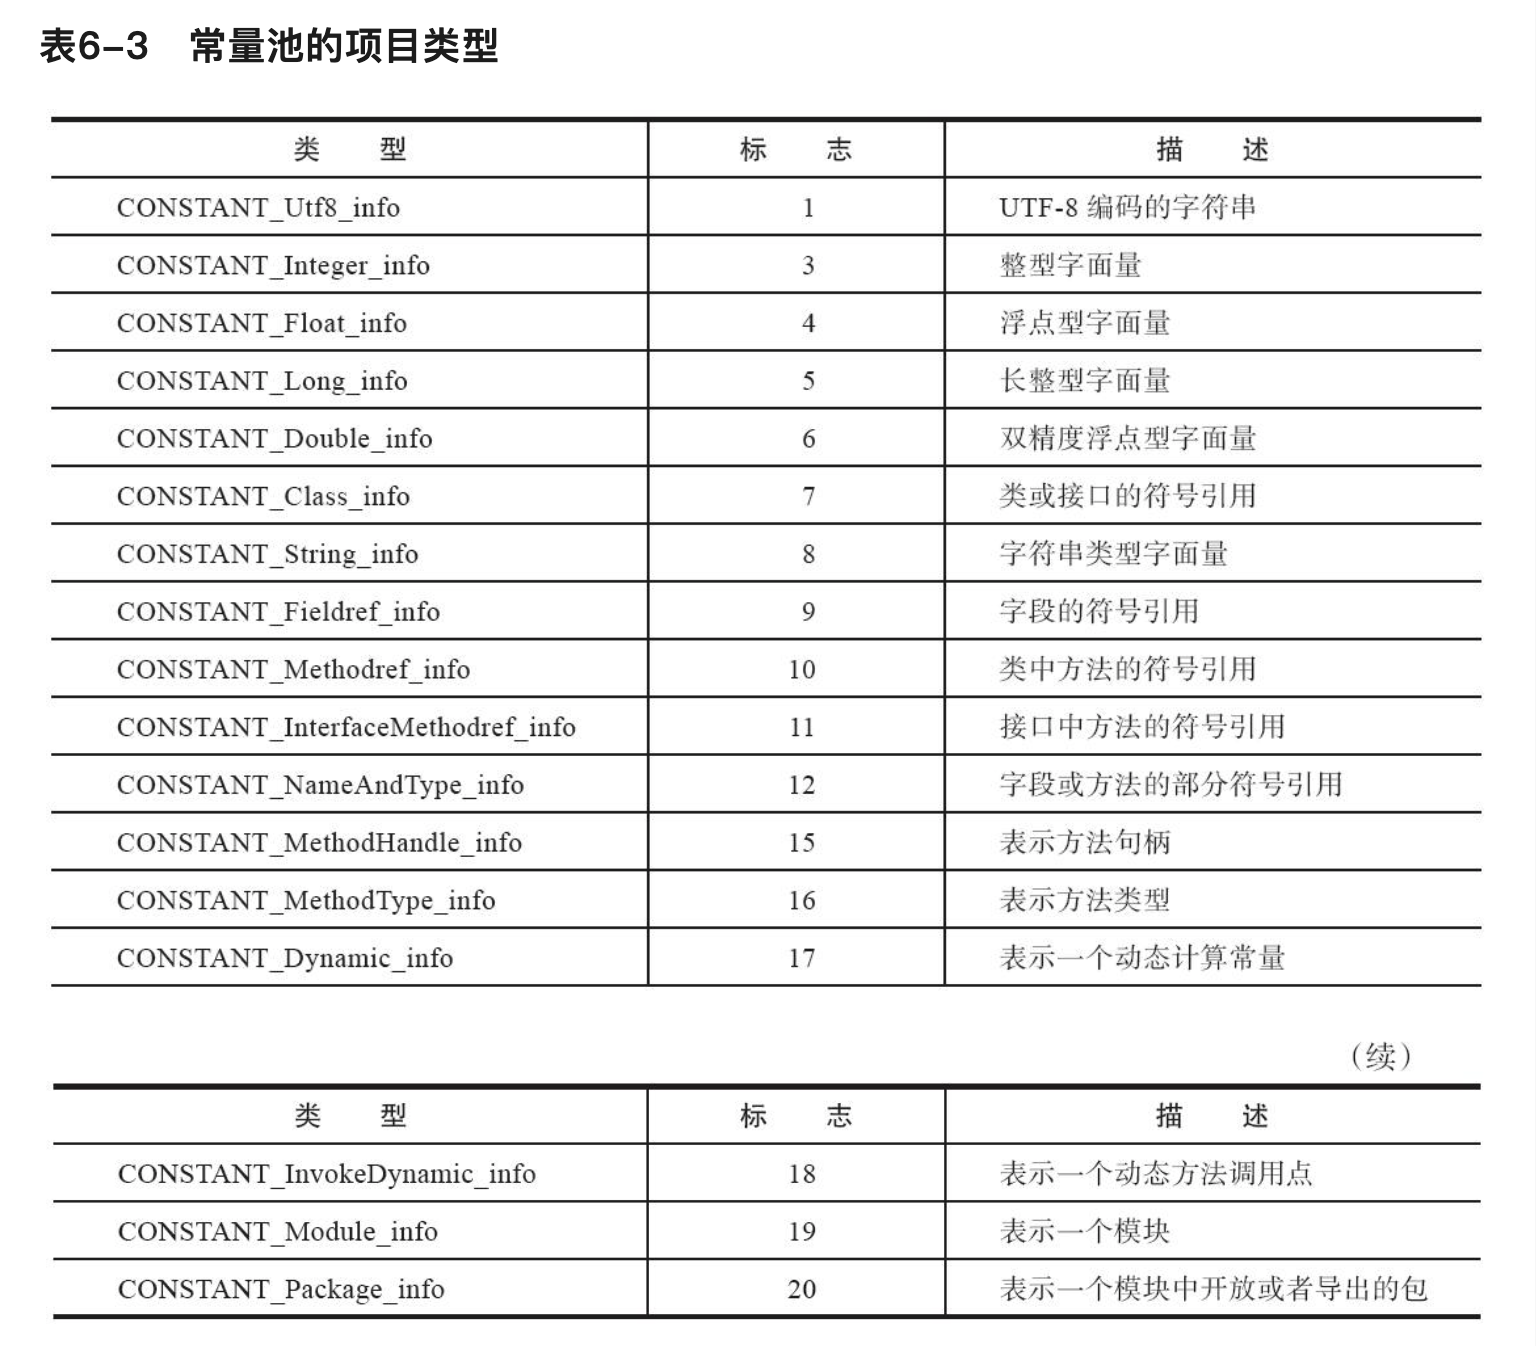 表6-3 常量池的项目类型
类 型 标 志 描 述
CONSTANT_Utf8_info 1 UTF-8 编码的字符串
CONSTANT_Integer_info 3 整型字面量
CONSTANT_Float_info 4 浮点型字面量
CONSTANT_Long_info 5 长整型字面量
CONSTANT_Double_info 6 双精度浮点型字面量
CONSTANT_Class_info 7 类或接口的符号引用
CONSTANT_String_info 8 字符串类型字面量
CONSTANT_Fieldref_info 9 字段的符号引用
CONSTANT_Methodref_info 10 类中方法的符号引用
CONSTANT_InterfaceMethodref_info 11 接口中方法的符号引用
CONSTANT_NameAndType_info 12 字段或方法的部分符号引用
CONSTANT_MethodHandle_info 15 表示方法句柄
CONSTANT_MethodType_info 16 表示方法类型
CONSTANT_Dynamic_info 17 表示一个动态计算常量
（续）
类 型 标 志 描 述
CONSTANT_InvokeDynamic_info 18 表示一个动态方法调用点
CONSTANT_Module_info 19 表示一个模块
CONSTANT_Package_info 20 表示一个模块中开放或者导出的包